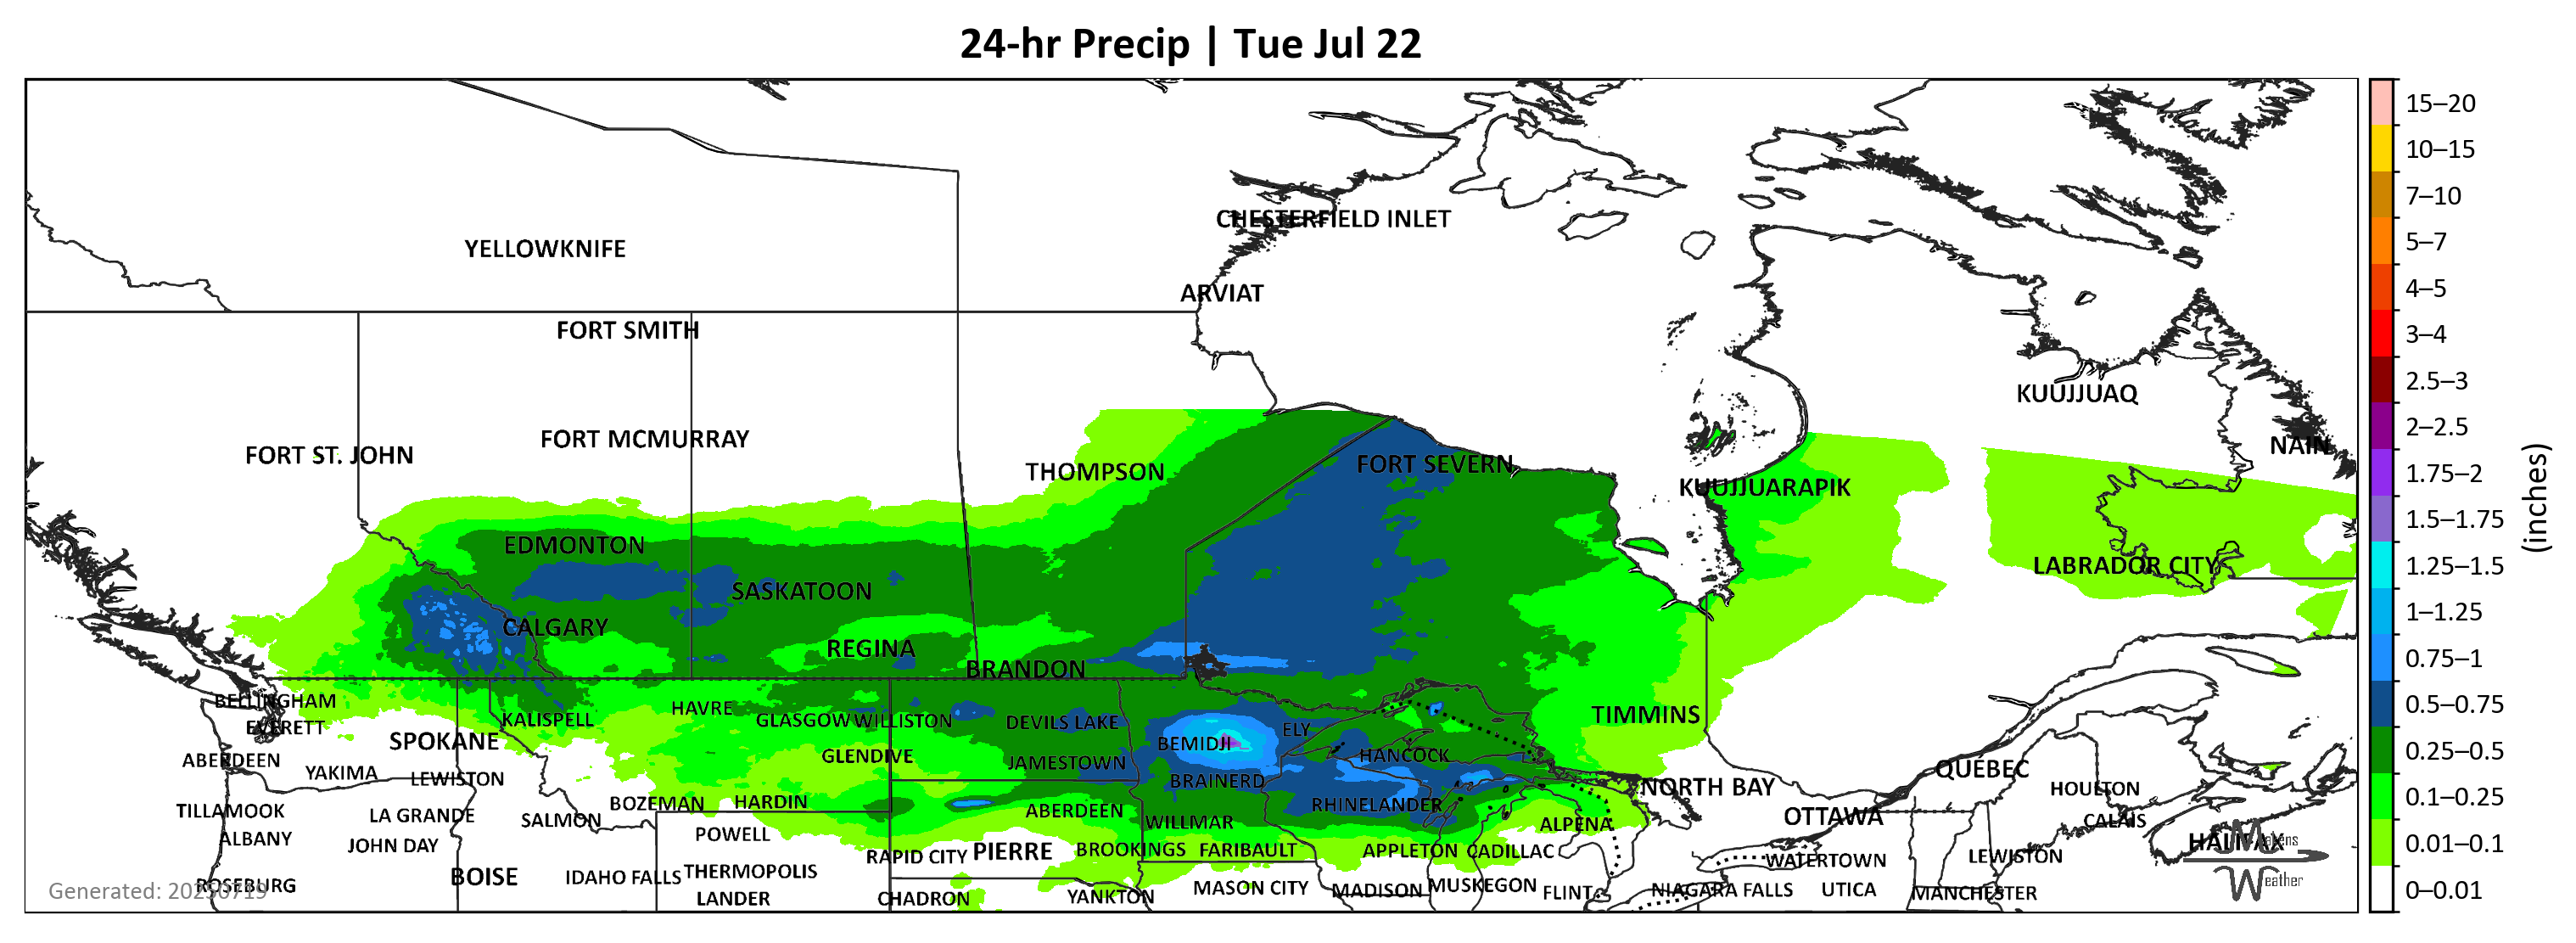 24-hr Precip | Tue Jul 22
15–20
10–15
7–10
5–7
4–5
3–4
2.5–3
2–2.5
1.75–2
1.5–1.75
1.25–1.5
1–1.25
0.75–1
0.5–0.75
0.25–0.5
0.1–0.25
0.01–0.1
0–0.01
(inches)
CHESTERFIELD INLET
YELLOWKNIFE
ARVIAT
FORT SMITH
KUUJJUAQ
FORT MCMURRAY
NAIN
FORT ST. JOHN
THOMPSON
FORT SEVERN
KUUJJUARAPIK
EDMONTON
LABRADOR CITY
SASKATOON
CALGARY
REGINA
BRANDON
BELLINGHAM
HAVRE
KALISPELL
GLASGOW WILLISTON
DEVILS LAKE
TIMMINS
EVERETT
ELY
SPOKANE
BEMIDJI
HANCOCK
ABERDEEN
GLENDIVE
JAMESTOWN
QUÉBEC
YAKIMA
LEWISTON
BRAINERD
NORTH BAY
HOULTON
BOZEMAN
HARDIN
RHINELANDER
TILLAMOOK
LA GRANDE
SALMON
ABERDEEN
WILLMAR
ALPENA
OTTAWA
CALAIS
ALBANY
JOHN DAY
POWELL
HALIFAX
RAPID CITY
PIERRE
BROOKINGS
FARIBAULT
APPLETON
CADILLAC
WATERTOWN
LEWISTON
BOISE
IDAHO FALLS
THERMOPOLIS
ROSEBURG
MASON CITY
MADISON
MUSKEGON
FLINT
NIAGARA FALLS
UTICA
MANCHESTER
LANDER
CHADRON
YANKTON
Generated: 20250719
Weather